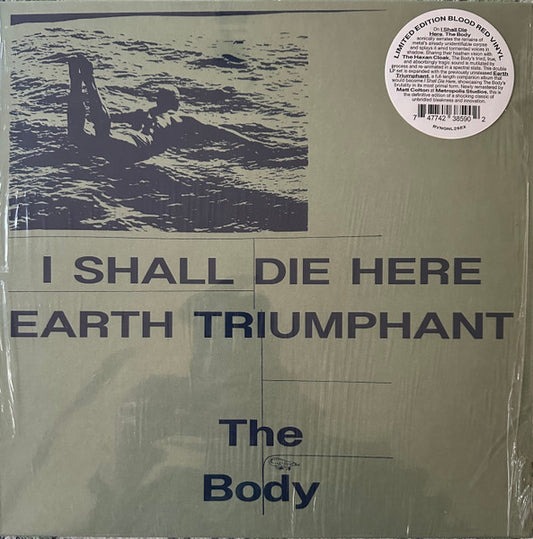 LIMITED EDITION BLOOD RED VINYL
On I Shall Die
Here, The Body
sonically serrates the remains of
metal's already unidentifiable corpse
and splays it amid tormented voices in
shadow. Sharing their heathen vision with
The Haxan Cloak, The Body's tried, true,
and absorbingly tragic sound is mutilated by
process and re-animated in a spectral state. This double
LP set is expanded with the previously unreleased Earth
Triumphant, a full length companion album that
would become I Shall Die Here, showcasing The Body's
brutality in its most primal form. Newly remastered by
Matt Colton at Metropolis Studios, this is
the definitive edition of a shocking classic of
unbridled bleakness and innovation.
7 47742 38590 2
RVNGNL25EX
I SHALL DIE HERE
EARTH TRIUMPHANT
The
Body